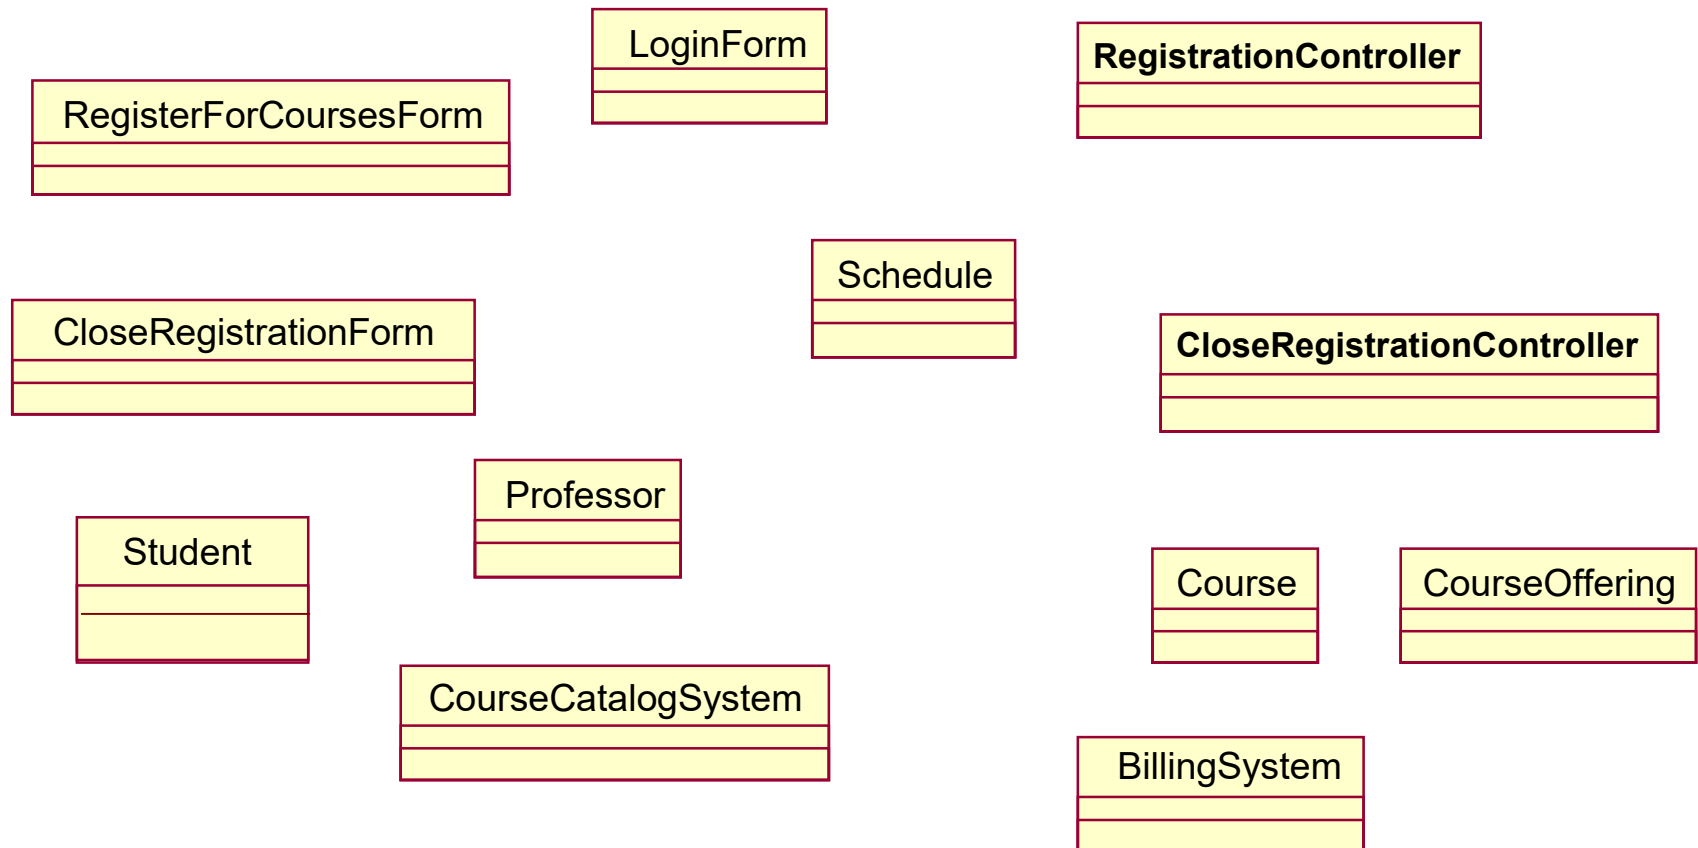 LoginForm
RegistrationController
RegisterForCoursesForm
Schedule
CloseRegistrationForm
CloseRegistrationController
Professor
Student
Course
CourseOffering
CourseCatalogSystem
BillingSystem